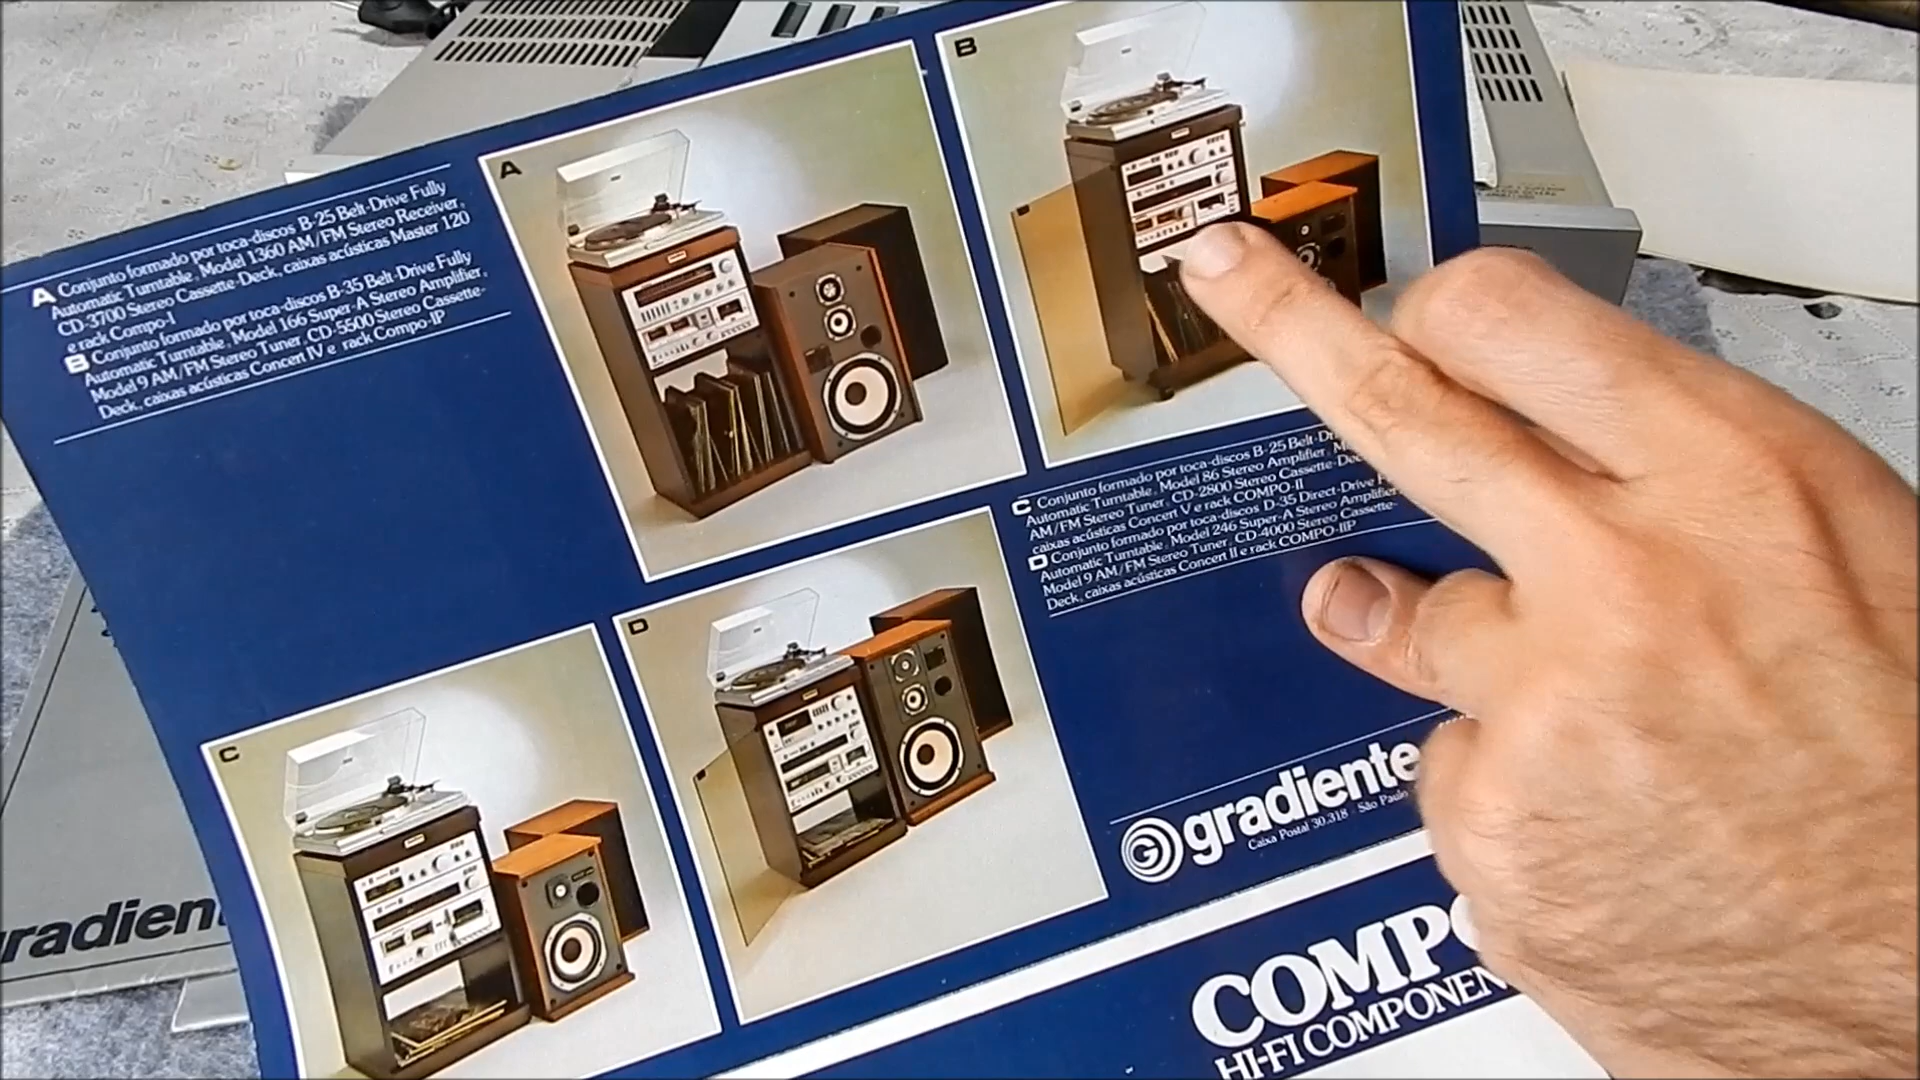 A Conjunto formado por toca-discos B-25 Belt-Drive Fully
Automatic Turntable, Model 1360 AM/FM Stereo Receiver,
CD-3700 Stereo Cassette-Deck, caixas acústicas Master 120
e rack Compo-I
B Conjunto formado por toca-discos B-35 Belt-Drive Fully
Automatic Turntable, Model 166 Super-A Stereo Amplifier,
Model 9 AM/FM Stereo Tuner, CD-5500 Stereo Cassette-
Deck, caixas acústicas Concert IV e rack Compo-IP
A
B
C Conjunto formado por toca-discos B-25 Belt-
Automatic Turntable, Model 86 Stereo Amplifier,
AM/FM Stereo Tuner, CD-2800 Stereo Cassette-
caixas acústicas Concert V e rack COMPO-II
D Conjunto formado por toca-discos D-35 Direct-Drive
Automatic Turntable, Model 246 Super-A Stereo Amplifier,
Model 9 AM/FM Stereo Tuner, CD-4000 Stereo Cassette-
Deck, caixas acústicas Concert II e rack COMPO-IIP
C
D
G gradiente
Caixa Postal 30.318 - São Paulo
radien
COMPO
HI-FI COMPONEN